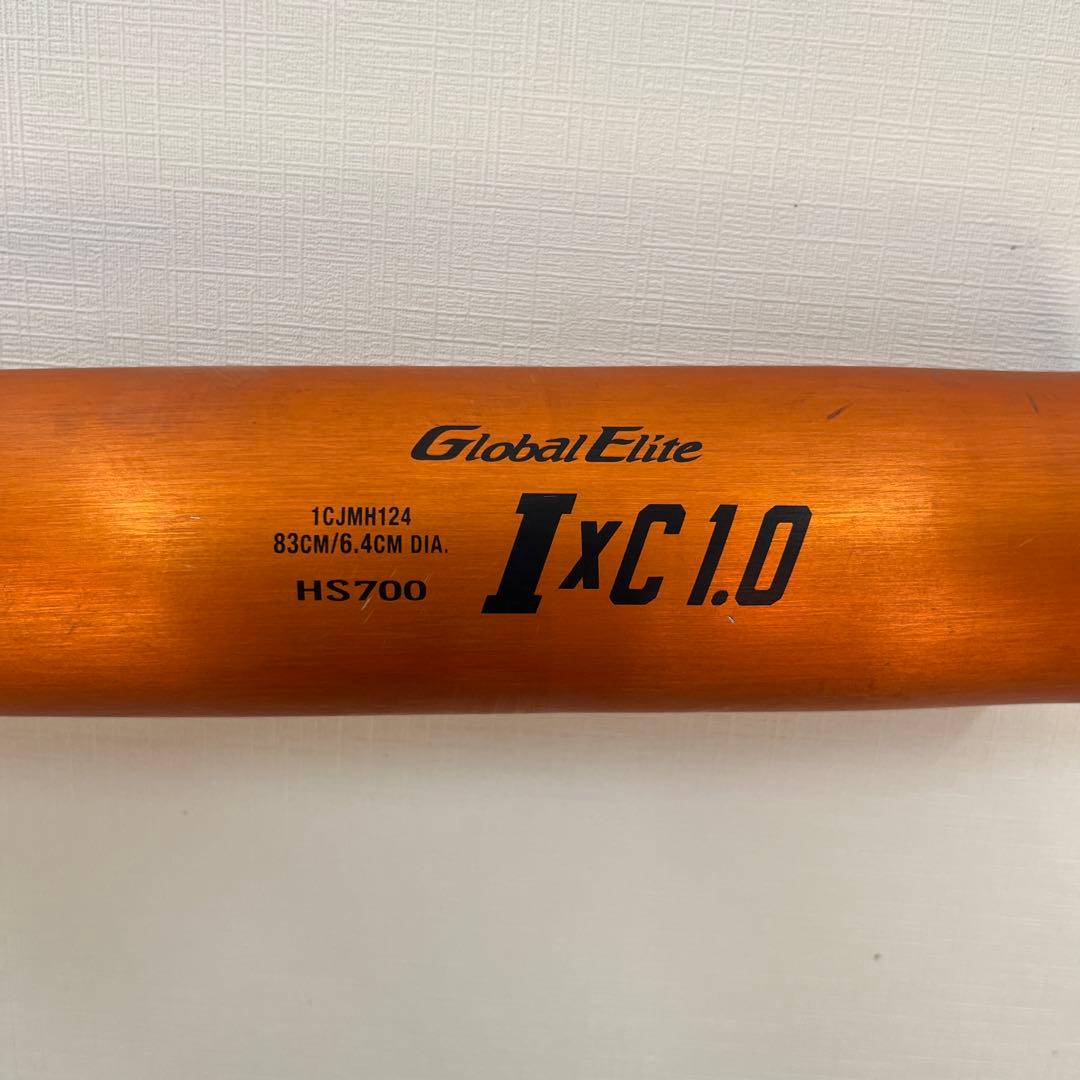 Global Elite
1CJMH124
83CM/6.4CM DIA.
HS700
IxC 1.0